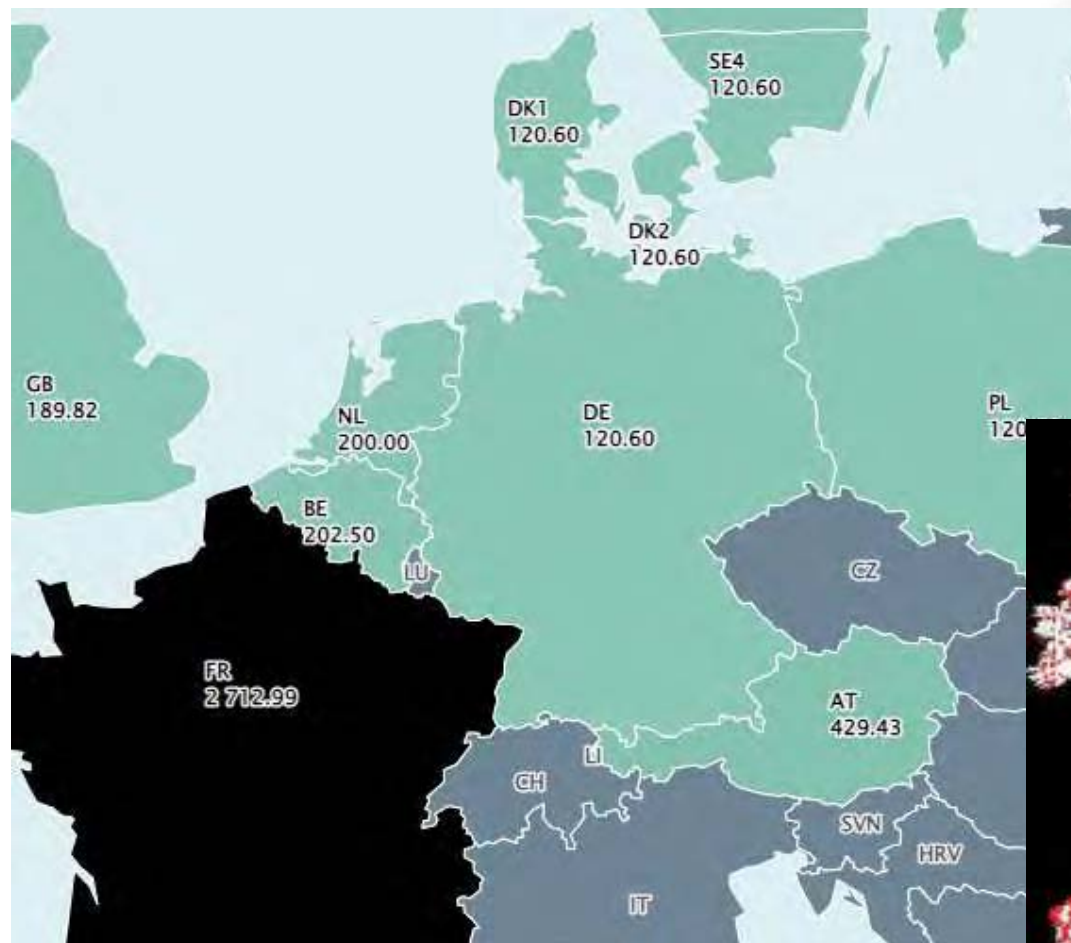 SE4
120.60
DK1
120.60
DK2
120.60
GB
189.82
NL
200.00
DE
120.60
PL
120
BE
202.50
LU
CZ
FR
2 712.99
AT
429.43
LI
CH
SVN
HRV
IT